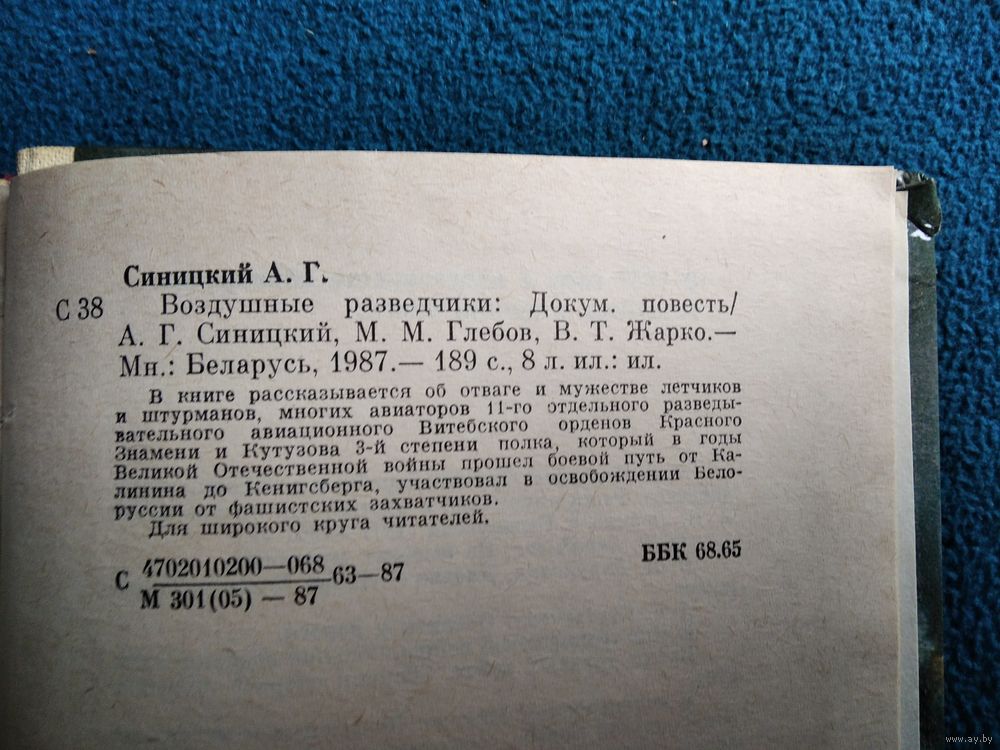 Синицкий А. Г.
С 38 Воздушные разведчики: Докум. повесть/
А. Г. Синицкий, М. М. Глебов, В. Т. Жарко.—
Мн.: Беларусь, 1987.— 189 с., 8 л. ил.: ил.
В книге рассказывается об отваге и мужестве летчиков
и штурманов, многих авиаторов 11-го отдельного разведы-
вательного авиационного Витебского орденов Красного
Знамени и Кутузова 3-й степени полка, который в годы
Великой Отечественной войны прошел боевой путь от Ка-
линина до Кенигсберга, участвовал в освобождении Бело-
руссии от фашистских захватчиков.
Для широкого круга читателей.
С 4702010200—068 63—87
М 301(05) — 87
ББК 68.65
www.ay.by